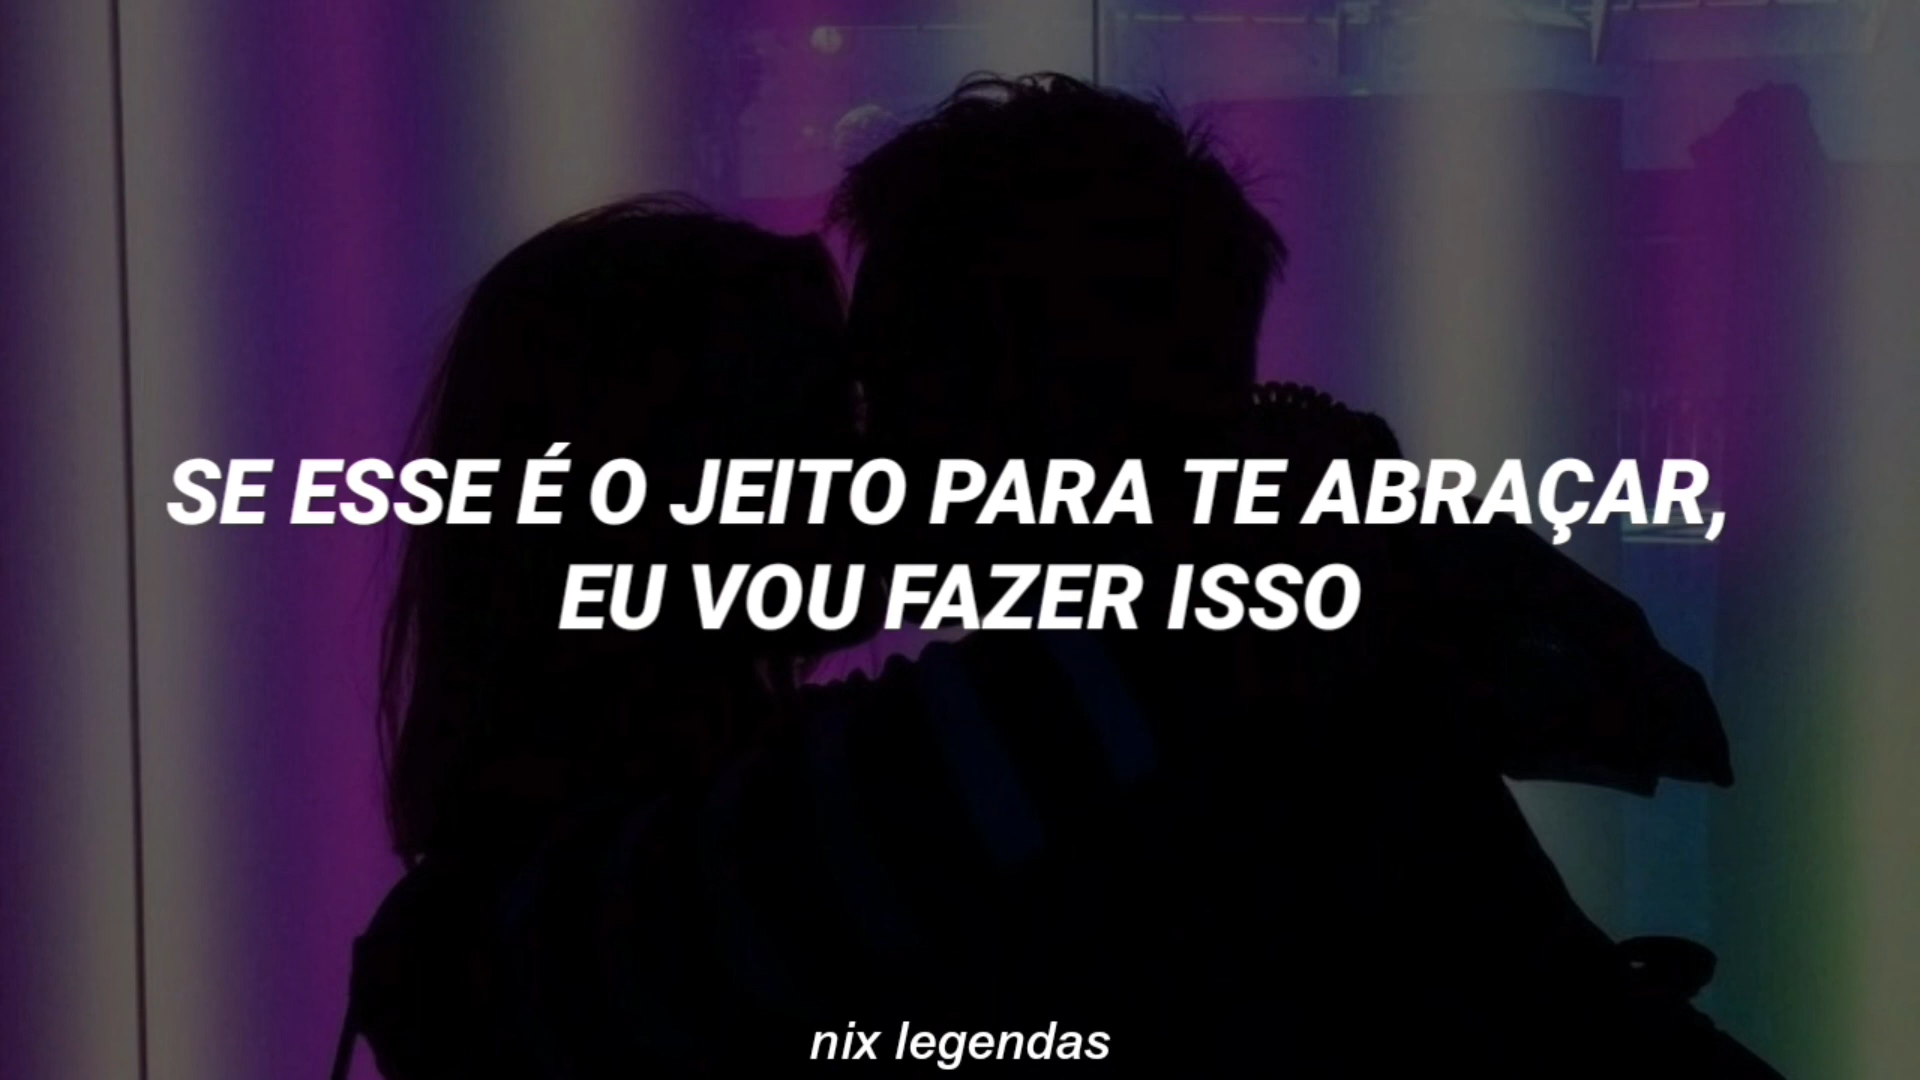 SE ESSE É O JEITO PARA TE ABRAÇAR,
EU VOU FAZER ISSO
nix legendas